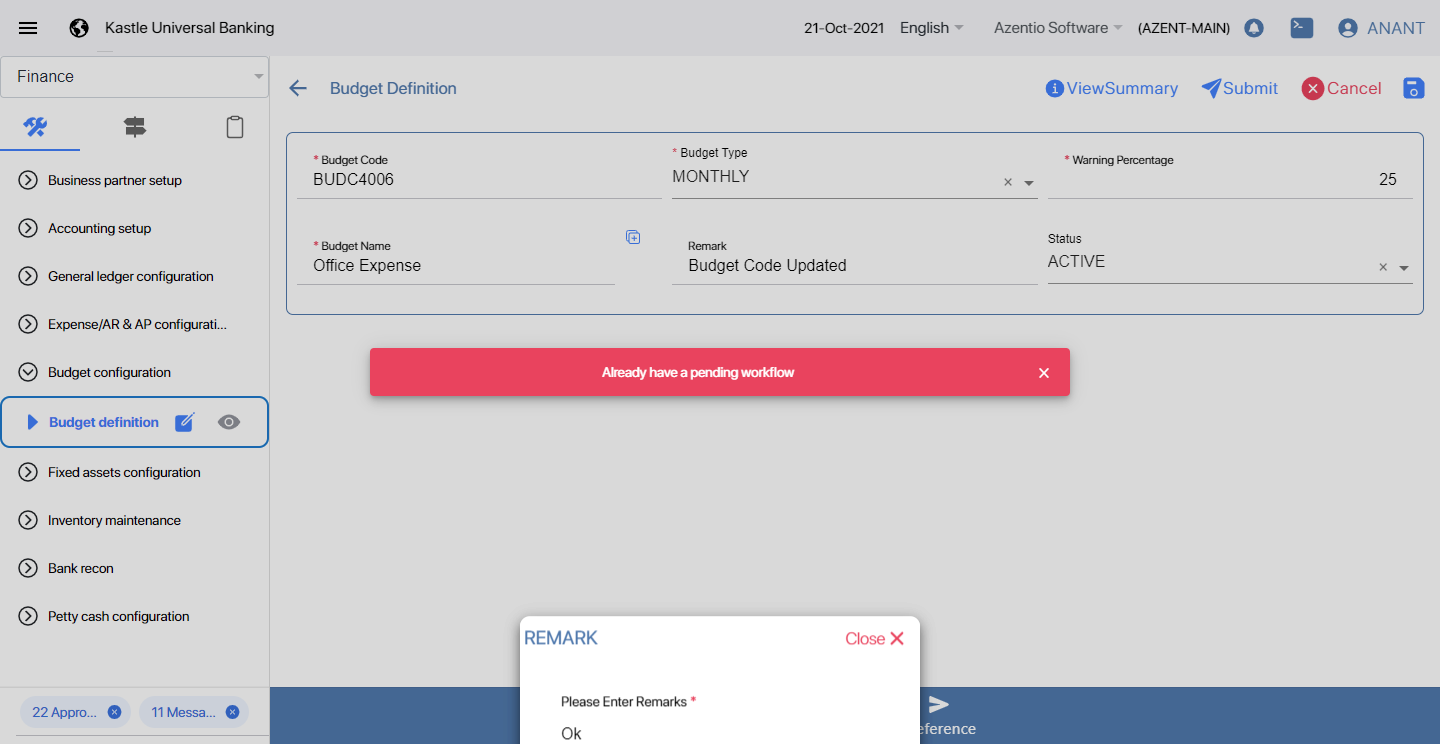 Kastle Universal Banking
21-Oct-2021 English Azentio Software (AZENT-MAIN) ANANT
Finance
Budget Definition
ViewSummary Submit Cancel
* Budget Code
BUDC4006
* Budget Type
MONTHLY
* Warning Percentage
25
* Budget Name
Office Expense
Remark
Budget Code Updated
Status
ACTIVE
Business partner setup
Accounting setup
General ledger configuration
Expense/AR & AP configurati...
Budget configuration
Budget definition
Fixed assets configuration
Inventory maintenance
Bank recon
Petty cash configuration
Already have a pending workflow
REMARK
Close
Please Enter Remarks *
Ok
22 Appro...
11 Messa...
eference